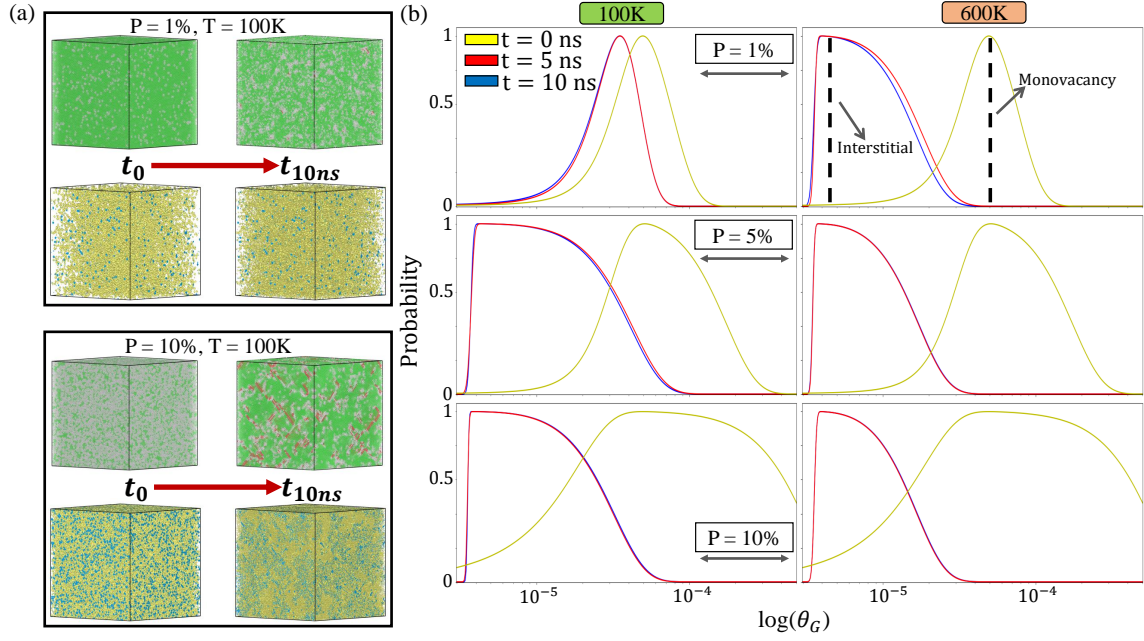 (a)
P = 1%, T = 100K
t₀
t₁₀ₙₛ
P = 10%, T = 100K
t₀
t₁₀ₙₛ
(b)
100K
600K
t = 0 ns
t = 5 ns
t = 10 ns
P = 1%
Monovacancy
Interstitial
P = 5%
P = 10%
Probability
1
0.5
0
1
0.5
0
1
0.5
0
10⁻⁵
10⁻⁴
10⁻⁵
10⁻⁴
log(θ_G)